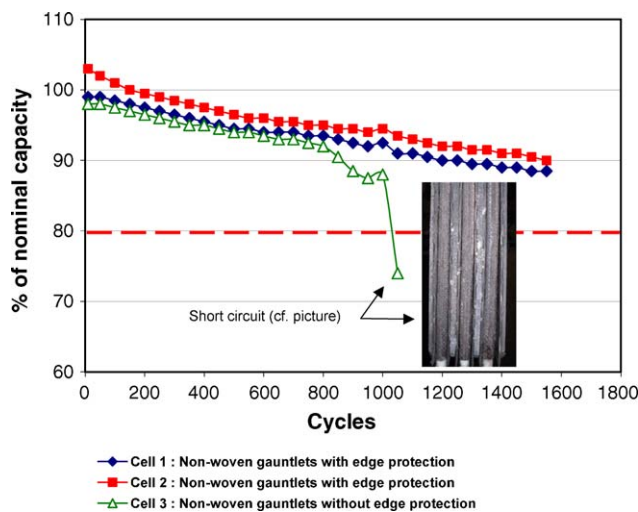 110
100
90
80
70
60
% of nominal capacity
Short circuit (cf. picture)
0 200 400 600 800 1000 1200 1400 1600 1800
Cycles
Cell 1 : Non-woven gauntlets with edge protection
Cell 2 : Non-woven gauntlets with edge protection
Cell 3 : Non-woven gauntlets without edge protection